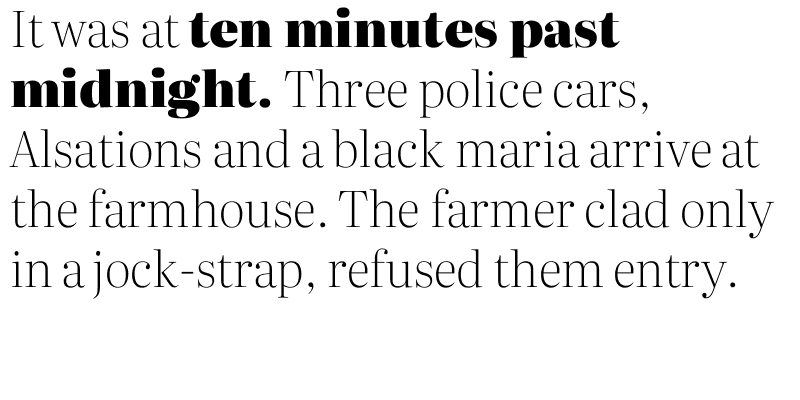 It was at ten minutes past
midnight. Three police cars,
Alsations and a black maria arrive at
the farmhouse. The farmer clad only
in a jock-strap, refused them entry.